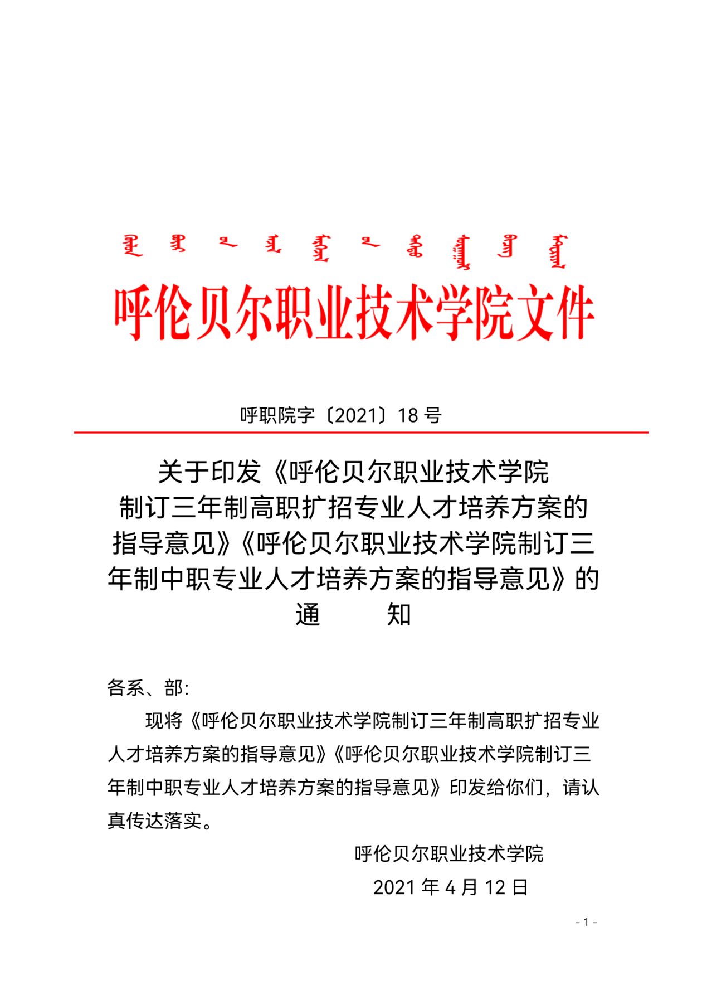 呼伦贝尔职业技术学院文件
呼职院字〔2021〕18 号
关于印发《呼伦贝尔职业技术学院
制订三年制高职扩招专业人才培养方案的
指导意见》《呼伦贝尔职业技术学院制订三
年制中职专业人才培养方案的指导意见》的
通 知
各系、部：
现将《呼伦贝尔职业技术学院制订三年制高职扩招专业
人才培养方案的指导意见》《呼伦贝尔职业技术学院制订三
年制中职专业人才培养方案的指导意见》印发给你们，请认
真传达落实。
呼伦贝尔职业技术学院
2021 年 4 月 12 日
- 1 -